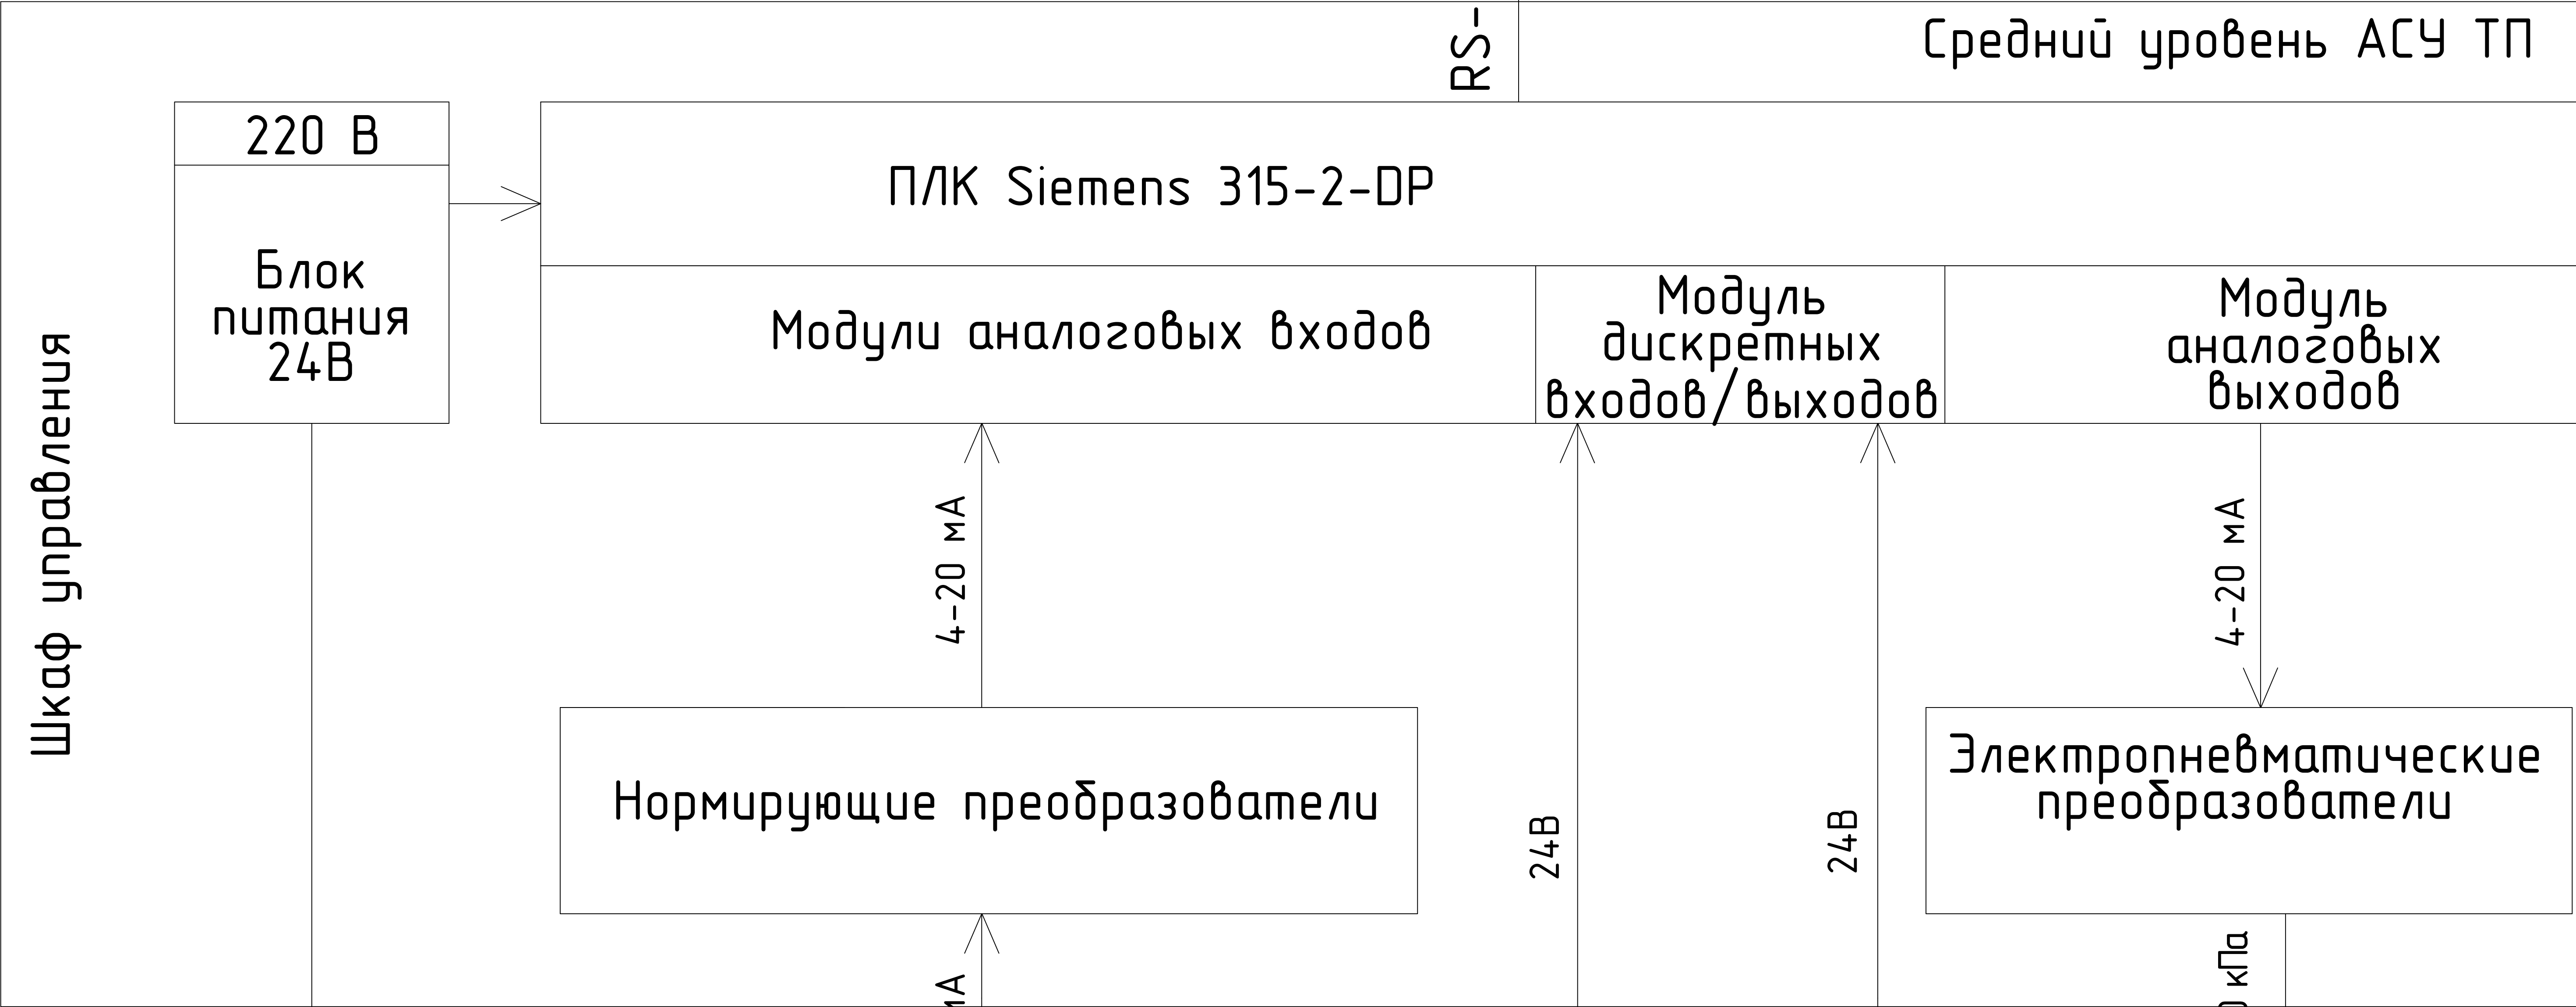 RS-
Средний уровень АСУ ТП
220 В
ПЛК Siemens 315-2-DP
Блок
питания
24В
Модули аналоговых входов
Модуль
дискретных
входов/выходов
Модуль
аналоговых
выходов
Шкаф управления
4-20 мА
4-20 мА
Нормирующие преобразователи
24В
24В
Электропневматические
преобразователи
кПа